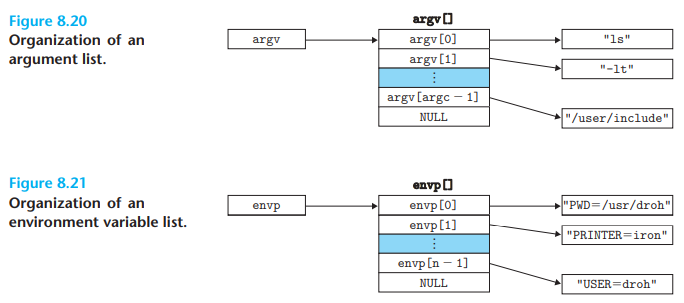 Figure 8.20
Organization of an
argument list.
argv
argv[]
argv[0]
argv[1]
⋮
argv[argc − 1]
NULL
"ls"
"-lt"
"/user/include"
Figure 8.21
Organization of an
environment variable list.
envp
envp[]
envp[0]
envp[1]
⋮
envp[n − 1]
NULL
"PWD=/usr/droh"
"PRINTER=iron"
"USER=droh"